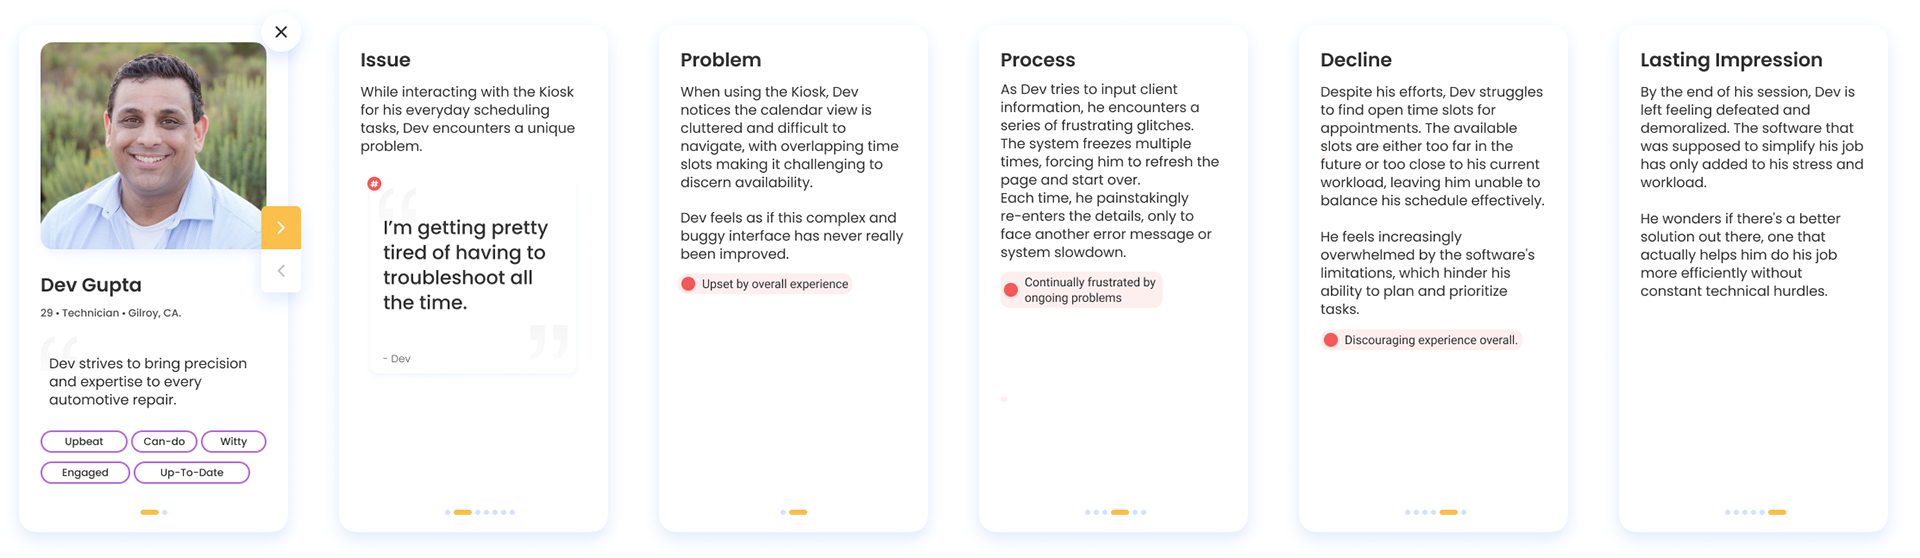 Dev Gupta
29 • Technician • Gilroy, CA.
Dev strives to bring precision
and expertise to every
automotive repair.
Upbeat
Can-do
Witty
Engaged
Up-To-Date
Issue
While interacting with the Kiosk
for his everyday scheduling
tasks, Dev encounters a unique
problem.
#
“
I’m getting pretty
tired of having to
troubleshoot all
the time.
”
- Dev
Problem
When using the Kiosk, Dev
notices the calendar view is
cluttered and difficult to
navigate, with overlapping time
slots making it challenging to
discern availability.
Dev feels as if this complex and
buggy interface has never really
been improved.
Upset by overall experience
Process
As Dev tries to input client
information, he encounters a
series of frustrating glitches.
The system freezes multiple
times, forcing him to refresh the
page and start over.
Each time, he painstakingly
re-enters the details, only to
face another error message or
system slowdown.
Continually frustrated by
ongoing problems
Decline
Despite his efforts, Dev struggles
to find open time slots for
appointments. The available
slots are either too far in the
future or too close to his current
workload, leaving him unable to
balance his schedule effectively.
He feels increasingly
overwhelmed by the software's
limitations, which hinder his
ability to plan and prioritize
tasks.
Discouraging experience overall.
Lasting Impression
By the end of his session, Dev is
left feeling defeated and
demoralized. The software that
was supposed to simplify his job
has only added to his stress and
workload.
He wonders if there's a better
solution out there, one that
actually helps him do his job
more efficiently without
constant technical hurdles.